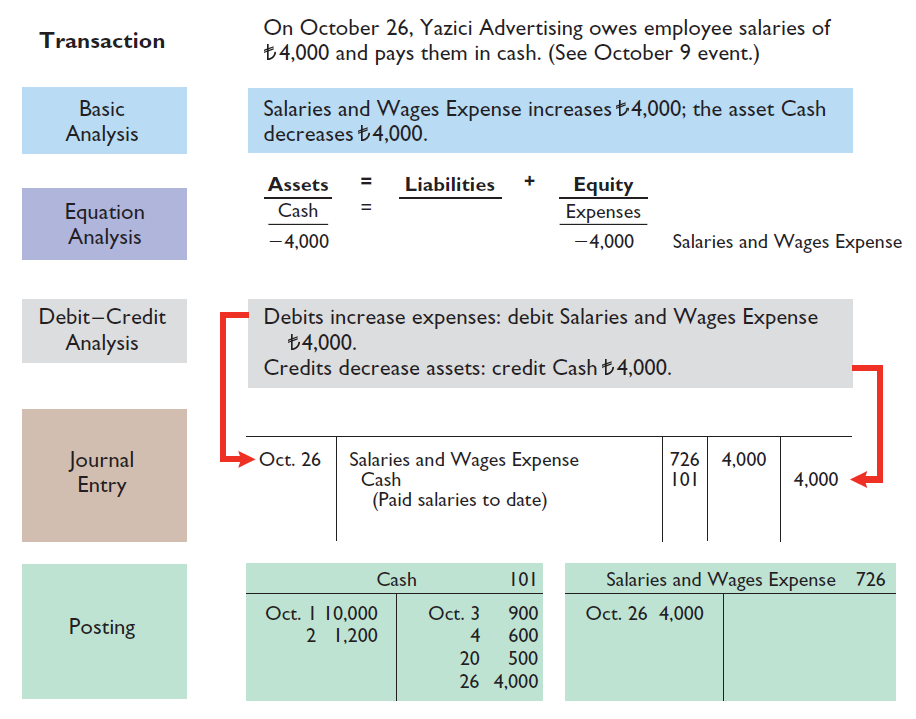 Transaction
On October 26, Yazici Advertising owes employee salaries of
₺4,000 and pays them in cash. (See October 9 event.)
Basic
Analysis
Salaries and Wages Expense increases ₺4,000; the asset Cash
decreases ₺4,000.
Equation
Analysis
Assets = Liabilities + Equity
Cash = Expenses
−4,000 −4,000 Salaries and Wages Expense
Debit–Credit
Analysis
Debits increase expenses: debit Salaries and Wages Expense
₺4,000.
Credits decrease assets: credit Cash ₺4,000.
Journal
Entry
Oct. 26 Salaries and Wages Expense 726 4,000
Cash 101 4,000
(Paid salaries to date)
Posting
Cash 101
Oct. 1 10,000 Oct. 3 900
2 1,200 4 600
20 500
26 4,000
Salaries and Wages Expense 726
Oct. 26 4,000